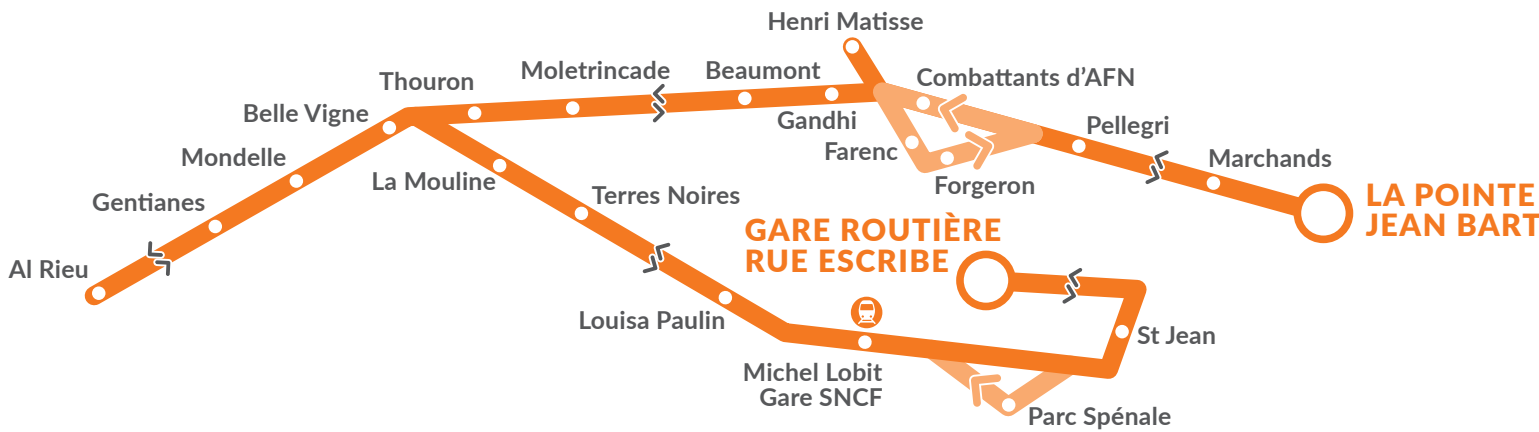 Henri Matisse
Thouron
Moletrincade
Beaumont
Combattants d'AFN
Belle Vigne
Gandhi
Pellegri
Mondelle
Farenc
Marchands
La Mouline
Forgeron
Gentianes
Terres Noires
LA POINTE
JEAN BART
GARE ROUTIÈRE
RUE ESCRIBE
Al Rieu
Louisa Paulin
St Jean
Michel Lobit
Gare SNCF
Parc Spénale